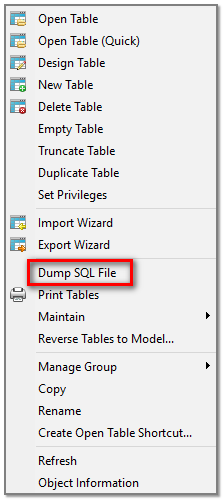 Open Table
Open Table (Quick)
Design Table
New Table
Delete Table
Empty Table
Truncate Table
Duplicate Table
Set Privileges
Import Wizard
Export Wizard
Dump SQL File
Print Tables
Maintain
Reverse Tables to Model...
Manage Group
Copy
Rename
Create Open Table Shortcut...
Refresh
Object Information